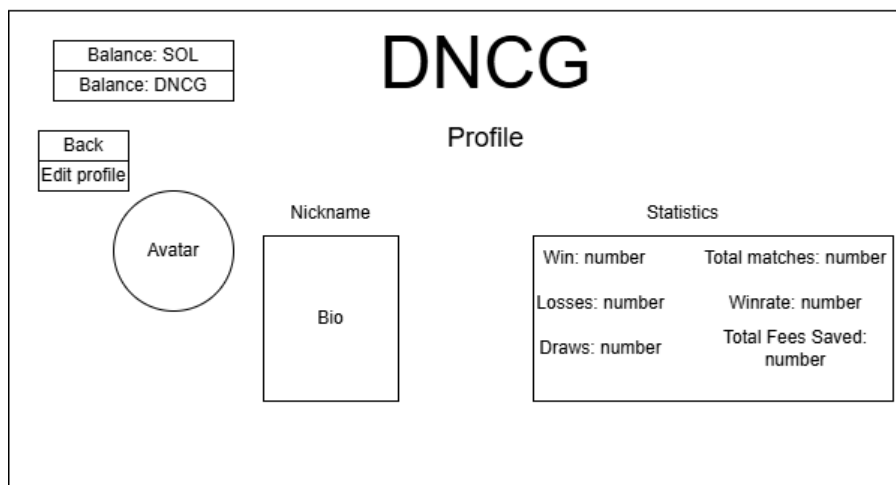 Balance: SOL
Balance: DNCG
DNCG
Profile
Back
Edit profile
Avatar
Nickname
Bio
Statistics
Win: number
Total matches: number
Losses: number
Winrate: number
Draws: number
Total Fees Saved:
number